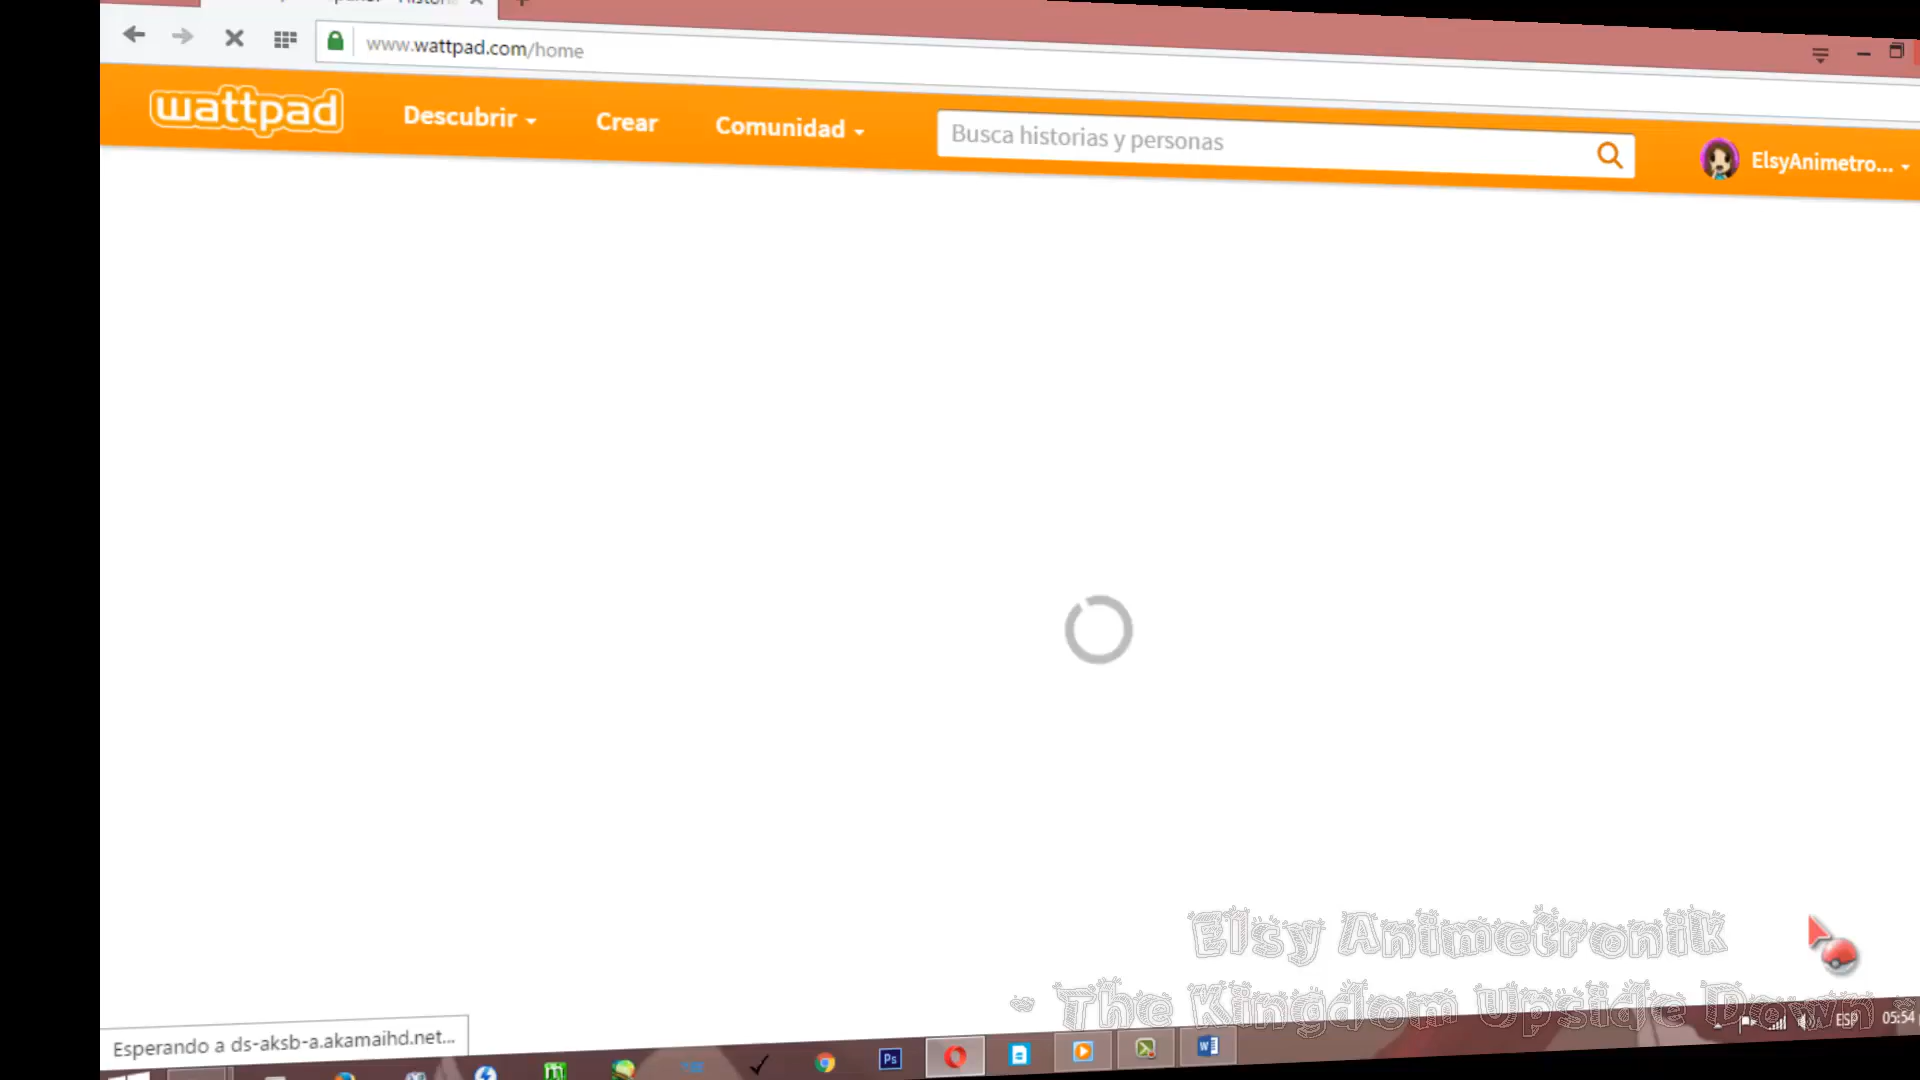 www.wattpad.com/home
wattpad
Descubrir
Crear
Comunidad
Busca historias y personas
ElsyAnimetro...
Elsy Animetronik
- The Kingdom Upside Down -
Esperando a ds-aksb-a.akamaihd.net...
Ps
ESP
05:54